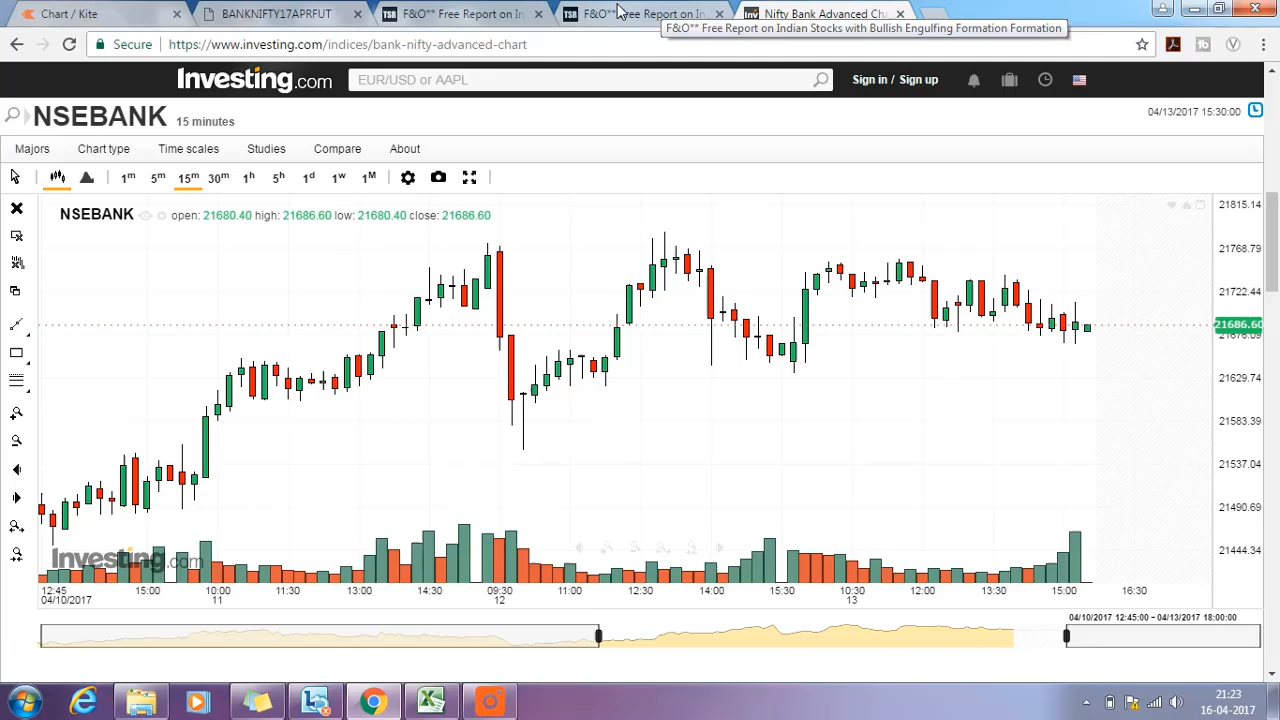 Chart / Kite
BANKNIFTY17APRFUT
TSR F&O** Free Report on In
TSR F&O** Free Report on In
Inv Nifty Bank Advanced Cha
F&O** Free Report on Indian Stocks with Bullish Engulfing Formation Formation
Secure https://www.investing.com/indices/bank-nifty-advanced-chart
Investing.com
EUR/USD or AAPL
Sign in / Sign up
NSEBANK 15 minutes
04/13/2017 15:30:00
Majors Chart type Time scales Studies Compare About
1m 5m 15m 30m 1h 5h 1d 1w 1M
NSEBANK open: 21680.40 high: 21686.60 low: 21680.40 close: 21686.60
21815.14
21768.79
21722.44
21686.60
21676.09
21629.74
21583.39
21537.04
21490.69
21444.34
Investing.com
12:45 15:00 10:00 11:30 13:00 14:30 09:30 11:00 12:30 14:00 15:30 10:30 12:00 13:30 15:00 16:30
04/10/2017 11 12 13
04/10/2017 12:45:00 - 04/13/2017 18:00:00
21:23
16-04-2017